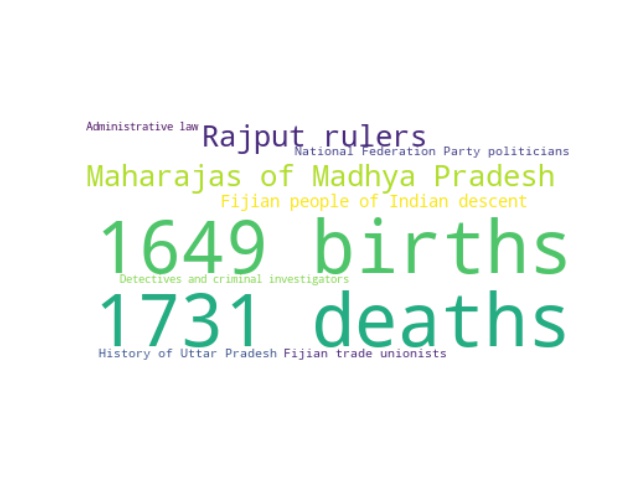 Administrative law
Rajput rulers
National Federation Party politicians
Maharajas of Madhya Pradesh
Fijian people of Indian descent
1649 births
Detectives and criminal investigators
1731 deaths
History of Uttar Pradesh
Fijian trade unionists